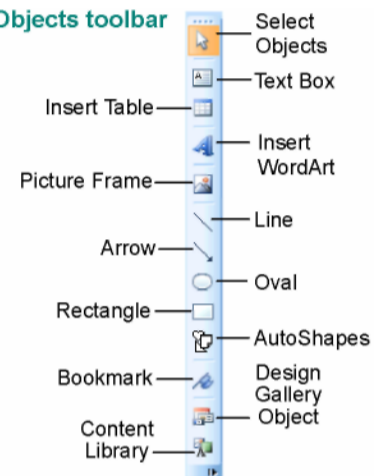 Objects toolbar
Select
Objects
Text Box
Insert Table
Insert
WordArt
Picture Frame
Line
Arrow
Oval
Rectangle
AutoShapes
Bookmark
Design
Gallery
Object
Content
Library